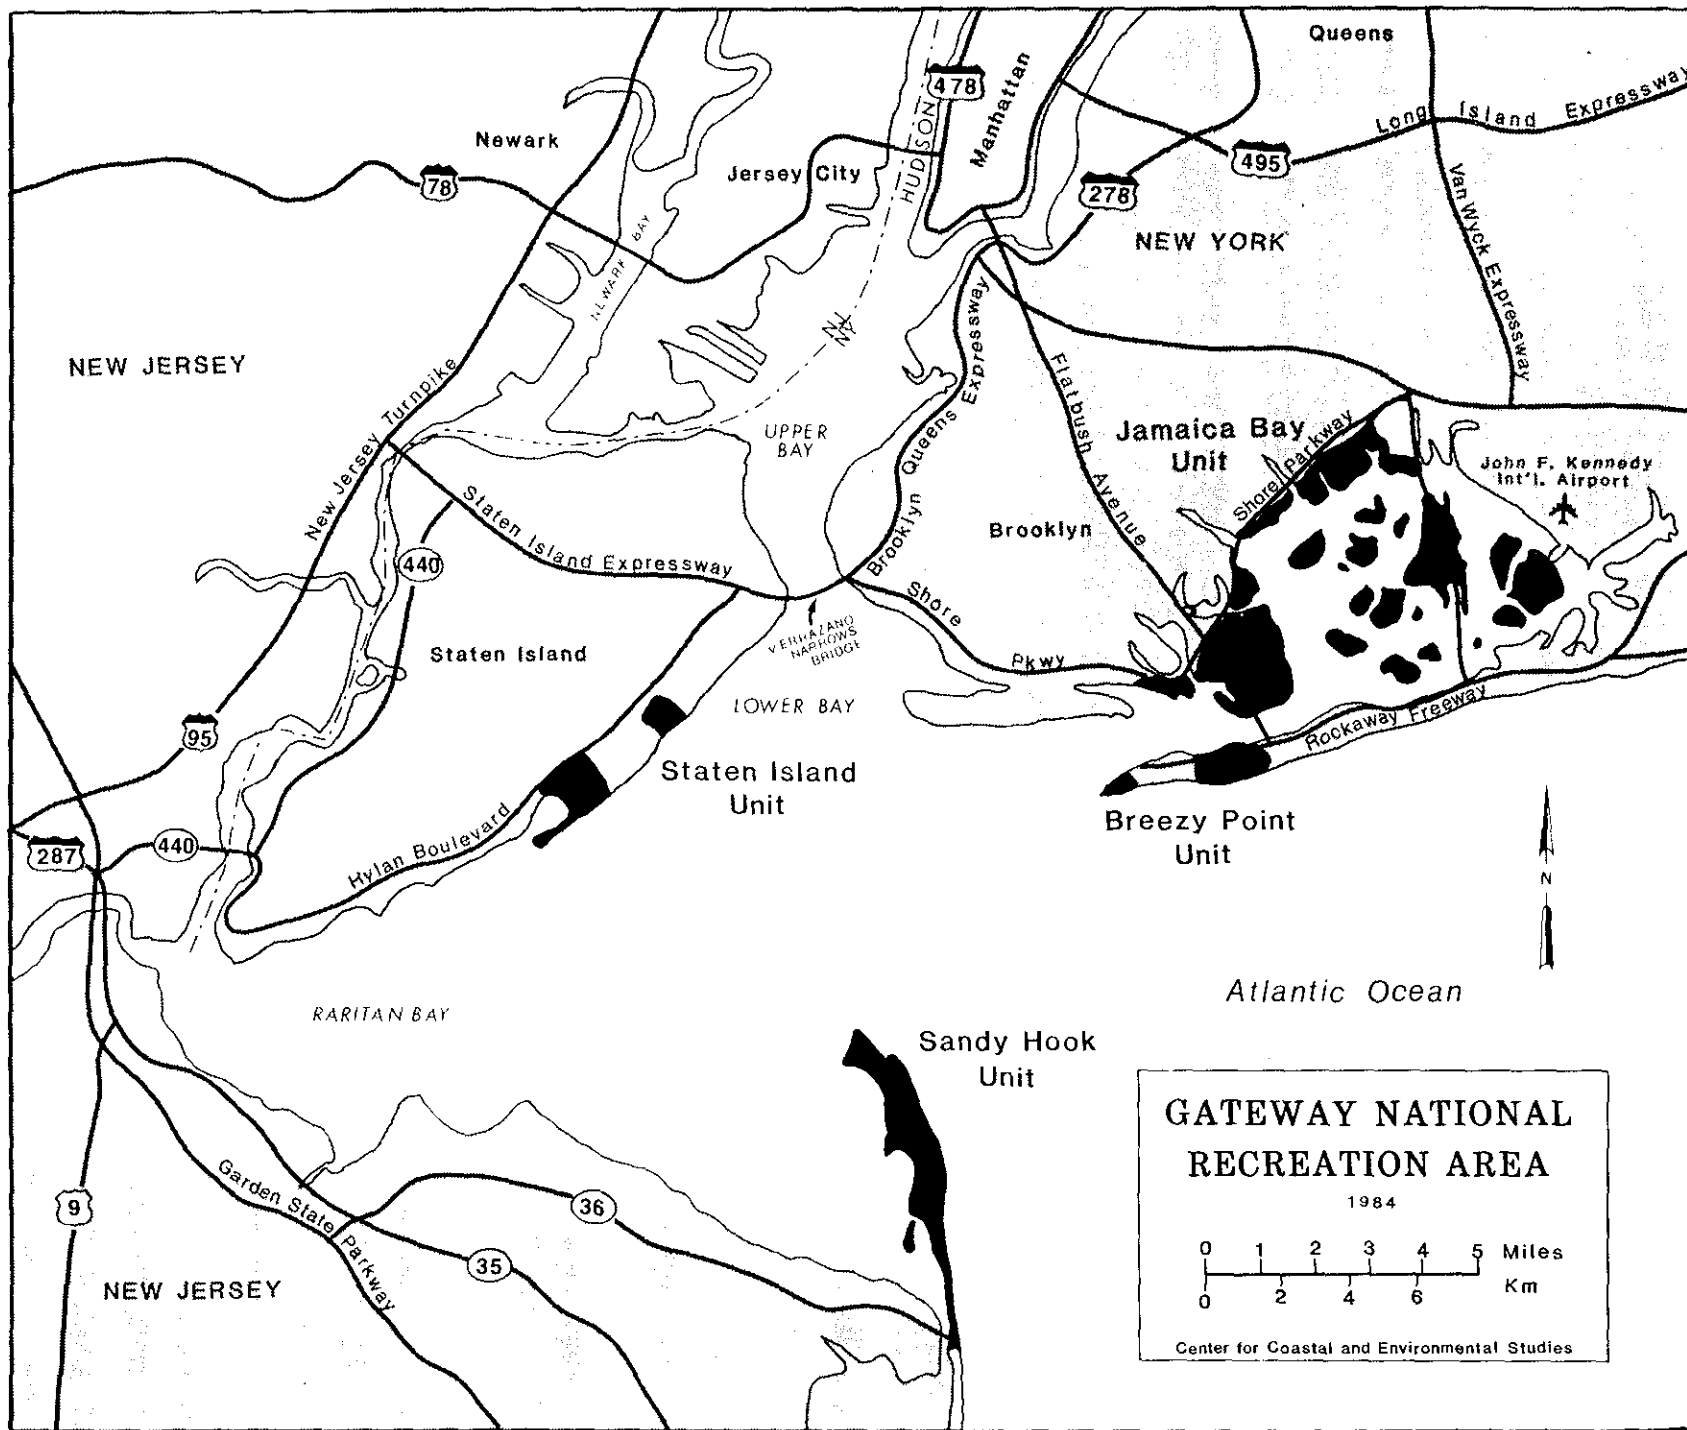 Queens
478
Manhattan
HUDSON
Long Island Expressway
Newark
495
78
Jersey City
278
Van Wyck Expressway
NEWARK BAY
NEW YORK
NJ
NY
NEW JERSEY
New Jersey Turnpike
Brooklyn Queens Expressway
Flatbush Avenue
UPPER
BAY
Jamaica Bay
Unit
Shore Parkway
John F. Kennedy
Int'l. Airport
Staten Island Expressway
Brooklyn
440
Shore
Pkwy
VERRAZANO
NARROWS
BRIDGE
Staten Island
LOWER BAY
Rockaway Freeway
95
Staten Island
Unit
Breezy Point
Unit
287
440
Hylan Boulevard
N
Atlantic Ocean
RARITAN BAY
Sandy Hook
Unit
GATEWAY NATIONAL
RECREATION AREA
1984
0 1 2 3 4 5 Miles
0 2 4 6 Km
Center for Coastal and Environmental Studies
9
Garden State Parkway
36
35
NEW JERSEY